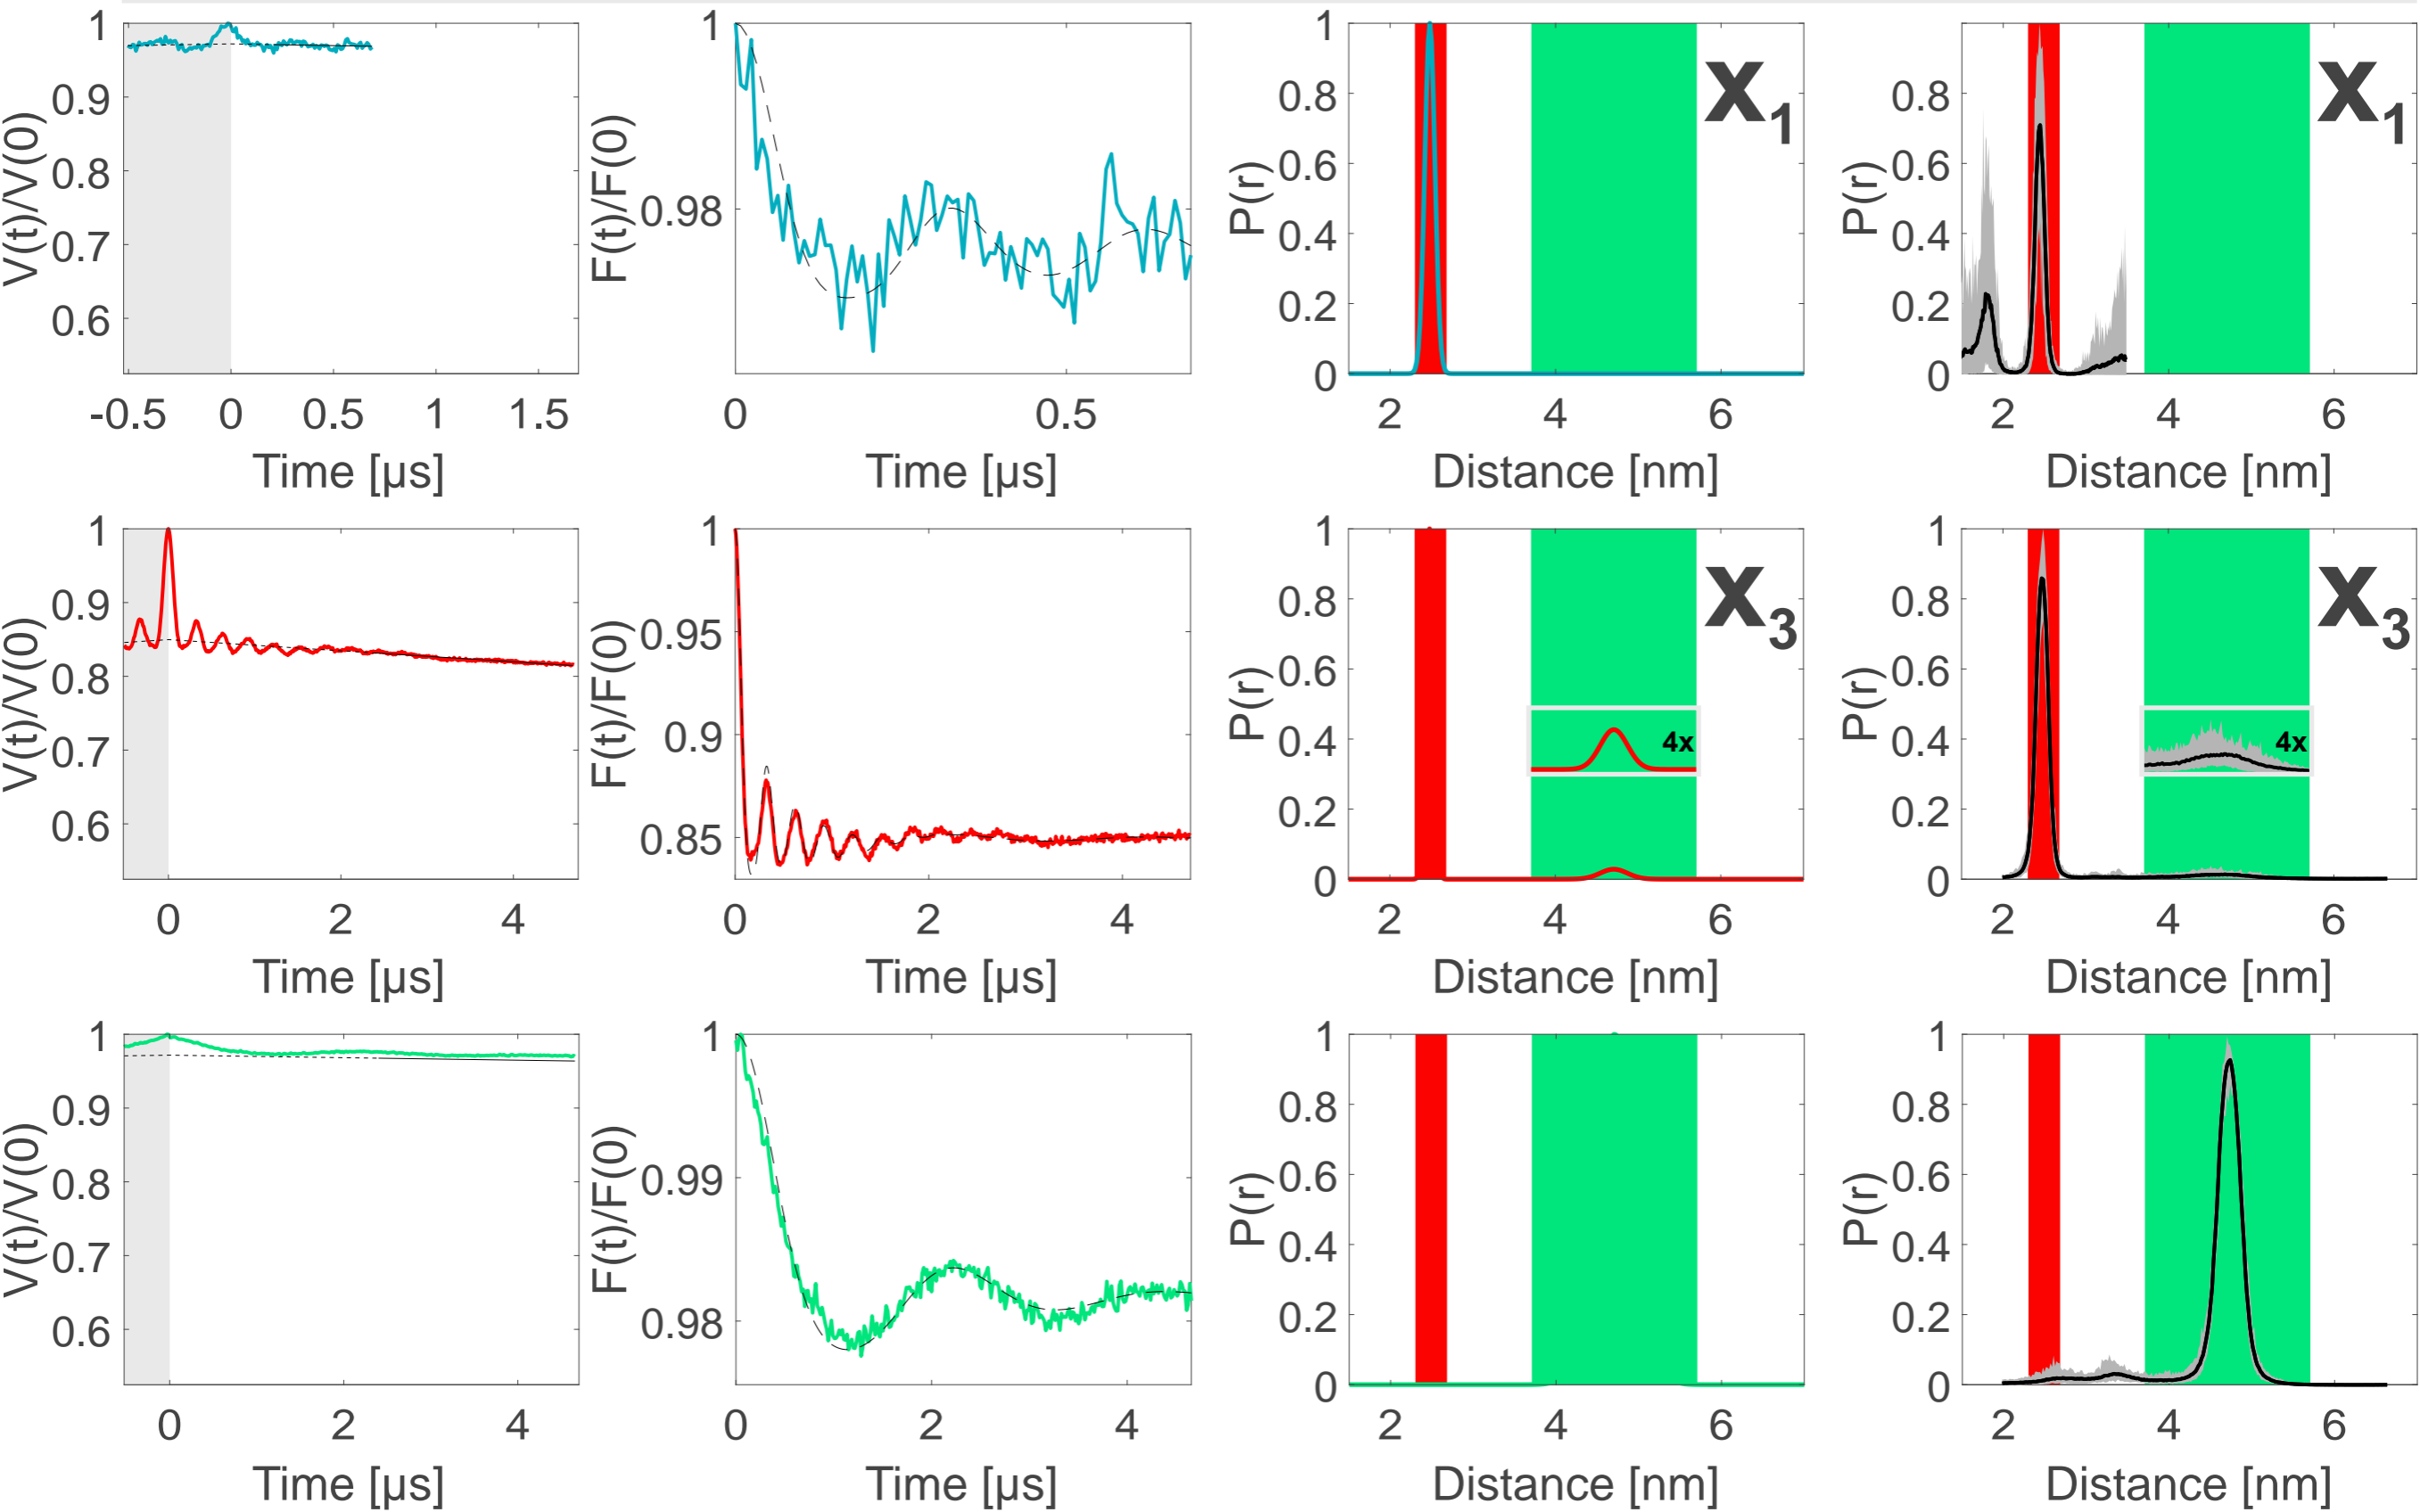 1
0.9
0.8
0.7
0.6
V(t)/V(0)
-0.5 0 0.5 1 1.5
Time [µs]
1
0.98
F(t)/F(0)
0 0.5
Time [µs]
1
0.8
0.6
0.4
0.2
0
P(r)
X1
2 4 6
Distance [nm]
0.8
0.6
0.4
0.2
0
P(r)
X1
2 4 6
Distance [nm]
1
0.9
0.8
0.7
0.6
V(t)/V(0)
0 2 4
Time [µs]
1
0.95
0.9
0.85
F(t)/F(0)
0 2 4
Time [µs]
1
0.8
0.6
0.4
0.2
0
P(r)
X3
4x
2 4 6
Distance [nm]
1
0.8
0.6
0.4
0.2
0
P(r)
X3
4x
2 4 6
Distance [nm]
1
0.9
0.8
0.7
0.6
V(t)/V(0)
0 2 4
Time [µs]
1
0.99
0.98
F(t)/F(0)
0 2 4
Time [µs]
1
0.8
0.6
0.4
0.2
0
P(r)
2 4 6
Distance [nm]
1
0.8
0.6
0.4
0.2
0
P(r)
2 4 6
Distance [nm]